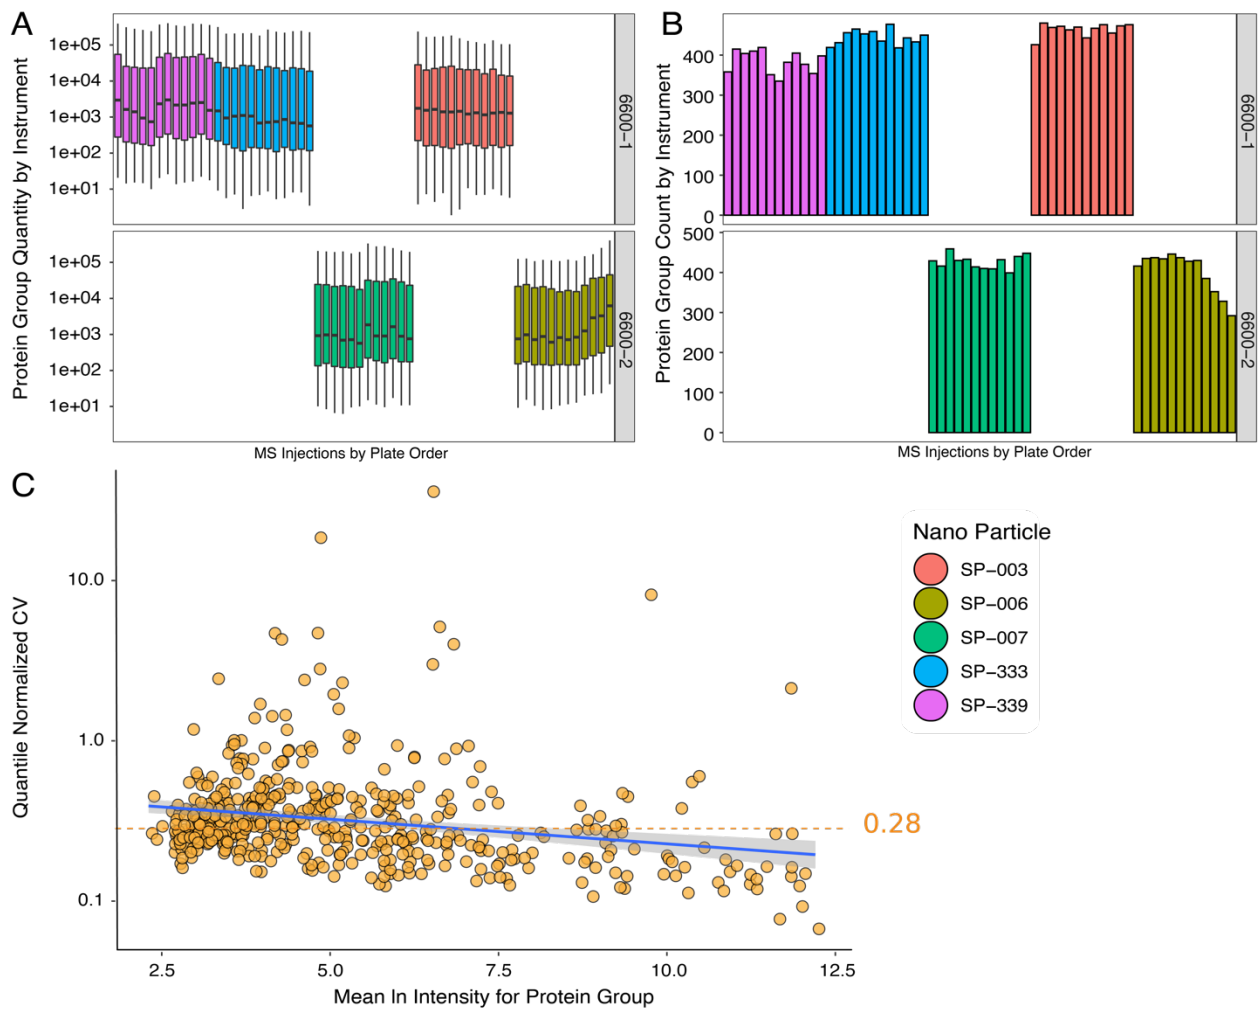 A
Protein Group Quantity by Instrument
1e+05
1e+04
1e+03
1e+02
1e+01
6600-1
1e+05
1e+04
1e+03
1e+02
1e+01
6600-2
MS Injections by Plate Order
B
Protein Group Count by Instrument
400
300
200
100
0
6600-1
500
400
300
200
100
0
6600-2
MS Injections by Plate Order
C
Quantile Normalized CV
10.0
1.0
0.1
0.28
2.5 5.0 7.5 10.0 12.5
Mean ln Intensity for Protein Group
Nano Particle
SP-003
SP-006
SP-007
SP-333
SP-339